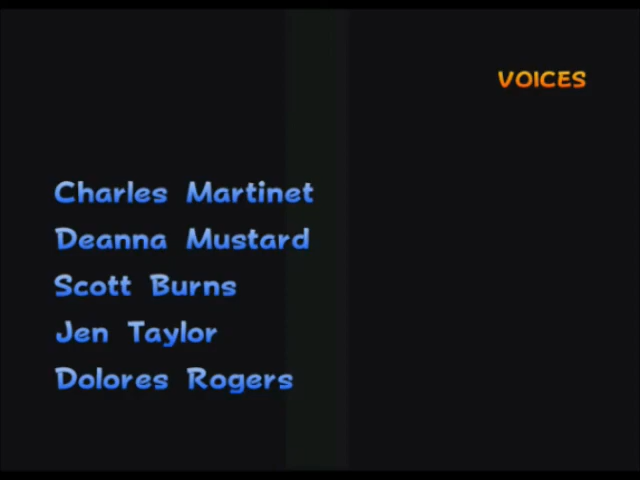 VOICES
Charles Martinet
Deanna Mustard
Scott Burns
Jen Taylor
Dolores Rogers